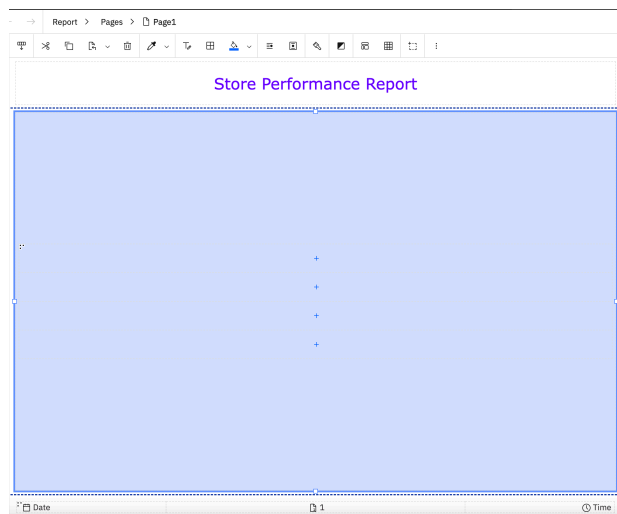 Report > Pages > Page1
Store Performance Report
Date 1 Time